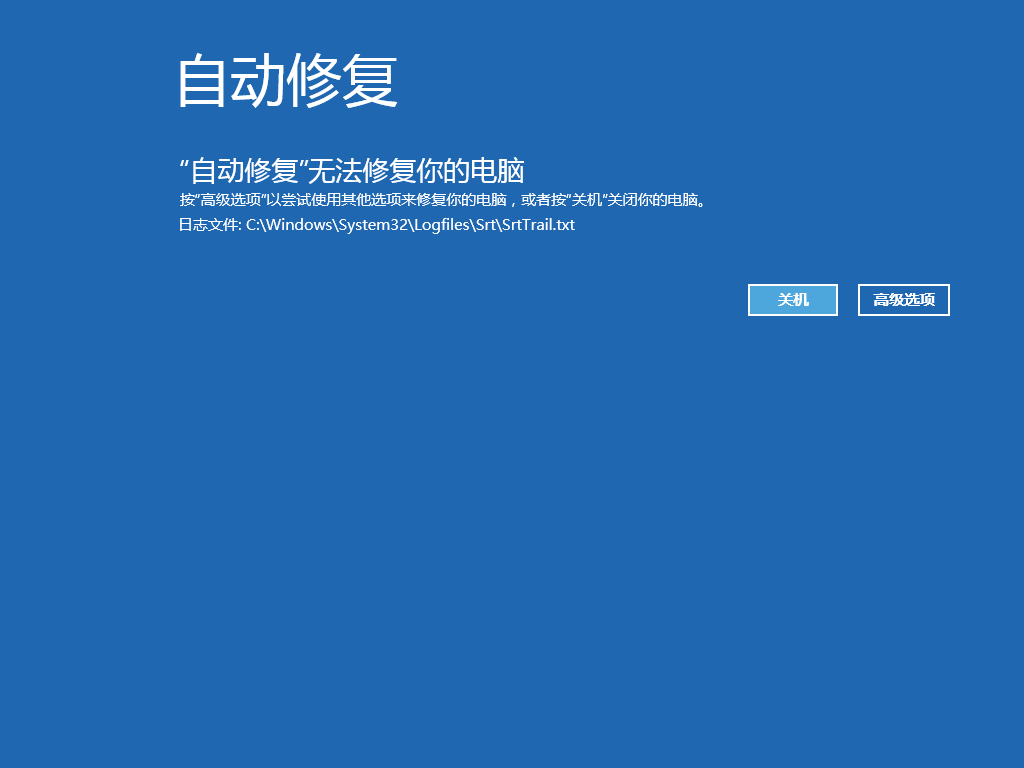 自动修复
“自动修复”无法修复你的电脑
按“高级选项”以尝试使用其他选项来修复你的电脑，或者按“关机”关闭你的电脑。
日志文件: C:\Windows\System32\Logfiles\Srt\SrtTrail.txt
关机 高级选项